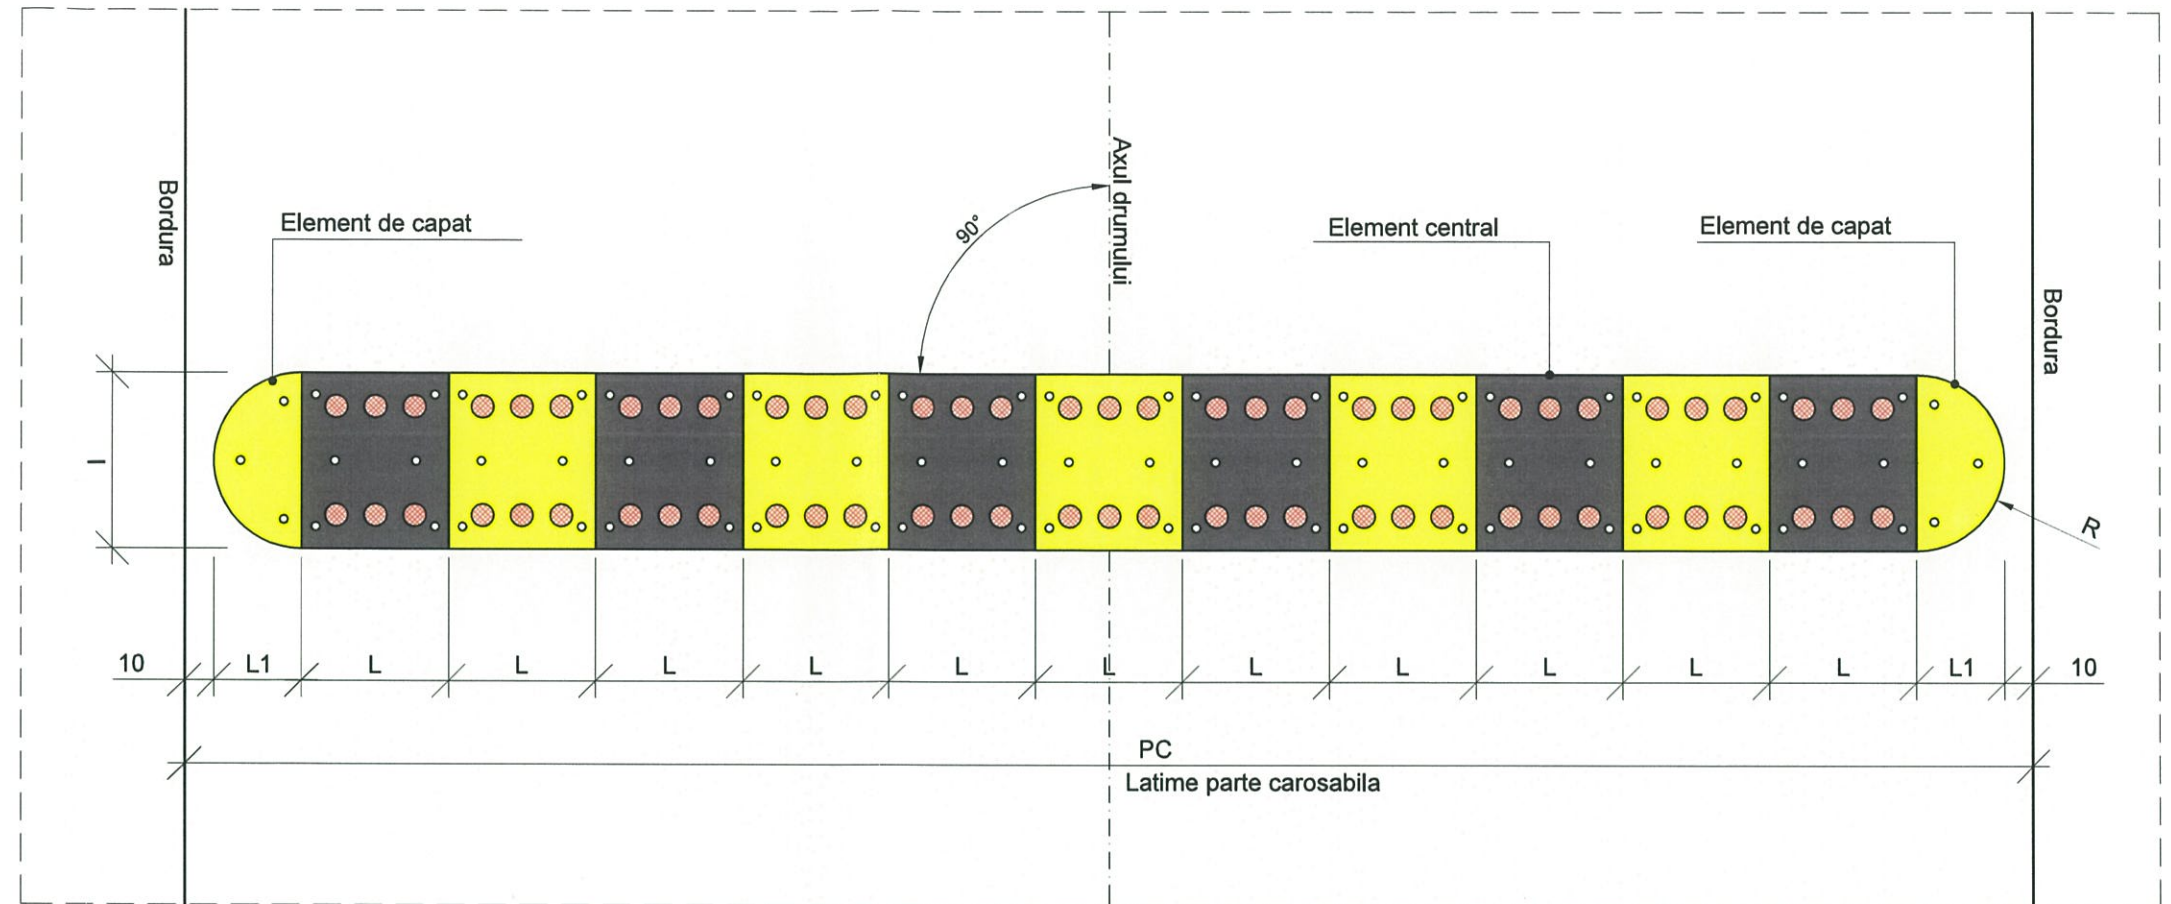 Bordura
Element de capat
90°
Axul drumului
Element central
Element de capat
Bordura
l
R
10
L1
L
L
L
L
L
L
L
L
L
L
L
L1
10
PC
Latime parte carosabila